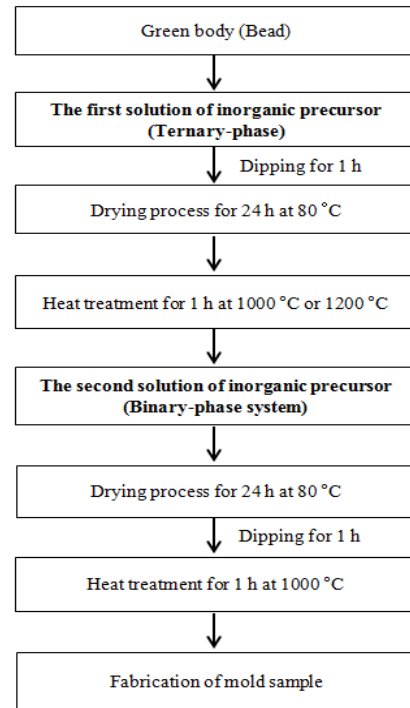 Green body (Bead)
The first solution of inorganic precursor
(Ternary-phase)
Dipping for 1 h
Drying process for 24 h at 80 °C
Heat treatment for 1 h at 1000 °C or 1200 °C
The second solution of inorganic precursor
(Binary-phase system)
Drying process for 24 h at 80 °C
Dipping for 1 h
Heat treatment for 1 h at 1000 °C
Fabrication of mold sample